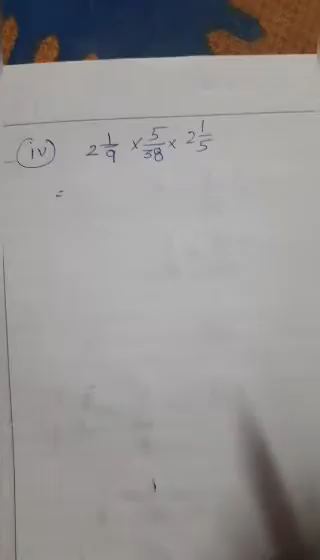 (iv) 2 1/9 × 5/38 × 2 1/5
=